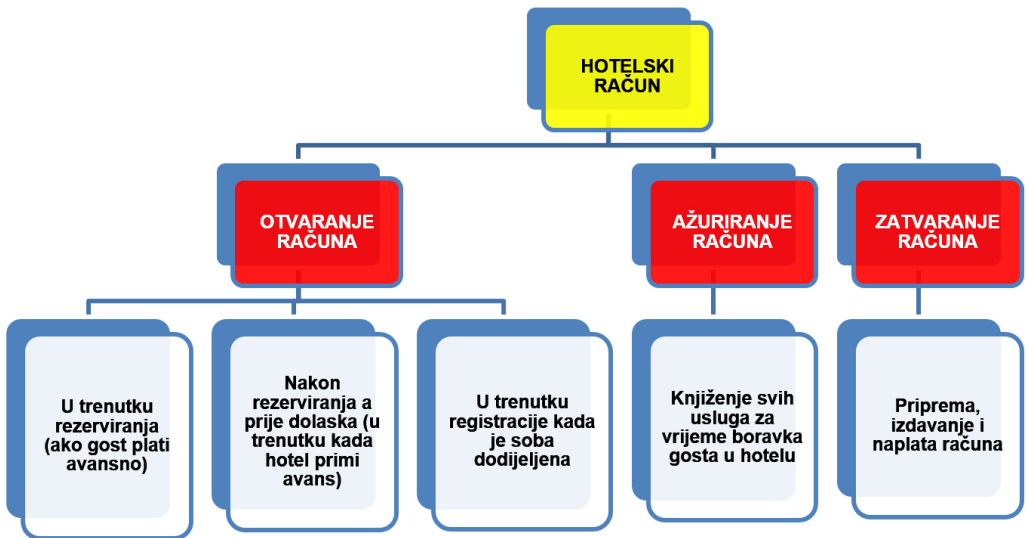 HOTELSKI
RAČUN
OTVARANJE
RAČUNA
AŽURIRANJE
RAČUNA
ZATVARANJE
RAČUNA
U trenutku
rezerviranja
(ako gost plati
avansno)
Nakon
rezerviranja a
prije dolaska (u
trenutku kada
hotel primi
avans)
U trenutku
registracije kada
je soba
dodijeljena
Knjiženje svih
usluga za
vrijeme boravka
gosta u hotelu
Priprema,
izdavanje i
naplata računa